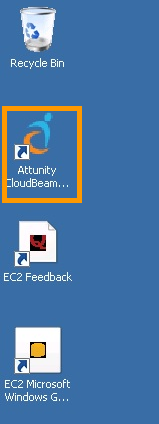 Recycle Bin
Attunity
CloudBeam...
EC2 Feedback
EC2 Microsoft
Windows G...